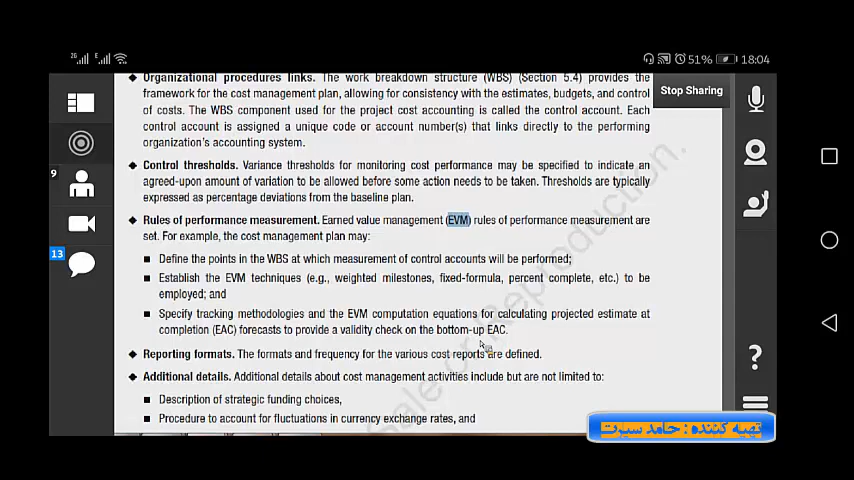 2G E 51% 18:04
Organizational procedures links. The work breakdown structure (WBS) (Section 5.4) provides the
framework for the cost management plan, allowing for consistency with the estimates, budgets, and control
of costs. The WBS component used for the project cost accounting is called the control account. Each
control account is assigned a unique code or account number(s) that links directly to the performing
organization's accounting system.
Stop Sharing
◆ Control thresholds. Variance thresholds for monitoring cost performance may be specified to indicate an
agreed-upon amount of variation to be allowed before some action needs to be taken. Thresholds are typically
expressed as percentage deviations from the baseline plan.
9
◆ Rules of performance measurement. Earned value management (EVM) rules of performance measurement are
set. For example, the cost management plan may:
■ Define the points in the WBS at which measurement of control accounts will be performed;
13
■ Establish the EVM techniques (e.g., weighted milestones, fixed-formula, percent complete, etc.) to be
employed; and
■ Specify tracking methodologies and the EVM computation equations for calculating projected estimate at
completion (EAC) forecasts to provide a validity check on the bottom-up EAC.
◆ Reporting formats. The formats and frequency for the various cost reports are defined.
◆ Additional details. Additional details about cost management activities include but are not limited to:
■ Description of strategic funding choices,
■ Procedure to account for fluctuations in currency exchange rates, and
Sale or Reproduction.
تهیه کننده : حامد سیرت